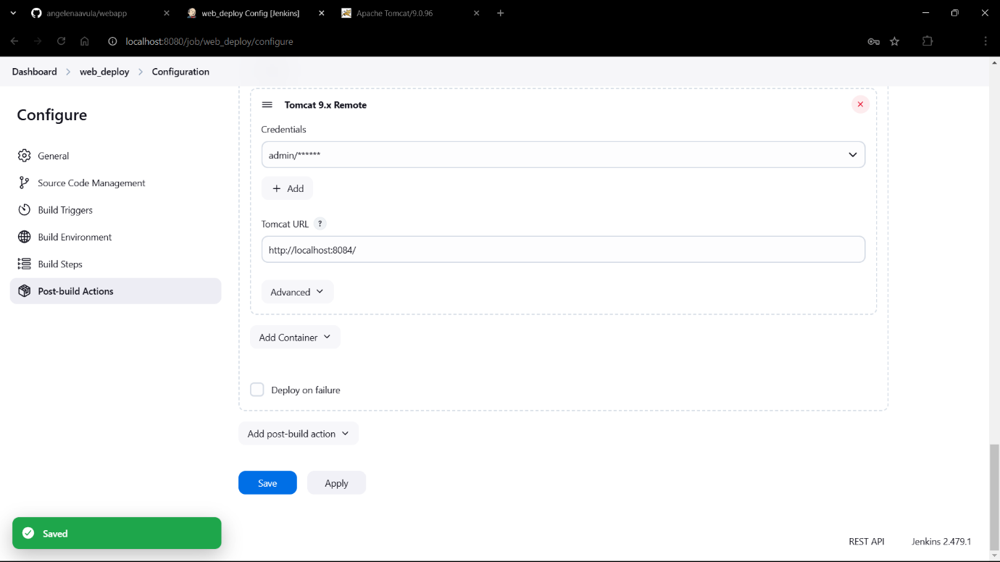 angelenaavula/webapp
web_deploy Config [Jenkins]
Apache Tomcat/9.0.96
localhost:8080/job/web_deploy/configure
Dashboard > web_deploy > Configuration
Configure
General
Source Code Management
Build Triggers
Build Environment
Build Steps
Post-build Actions
Tomcat 9.x Remote
Credentials
admin/******
+ Add
Tomcat URL ?
http://localhost:8084/
Advanced
Add Container
Deploy on failure
Add post-build action
Save
Apply
Saved
REST API
Jenkins 2.479.1